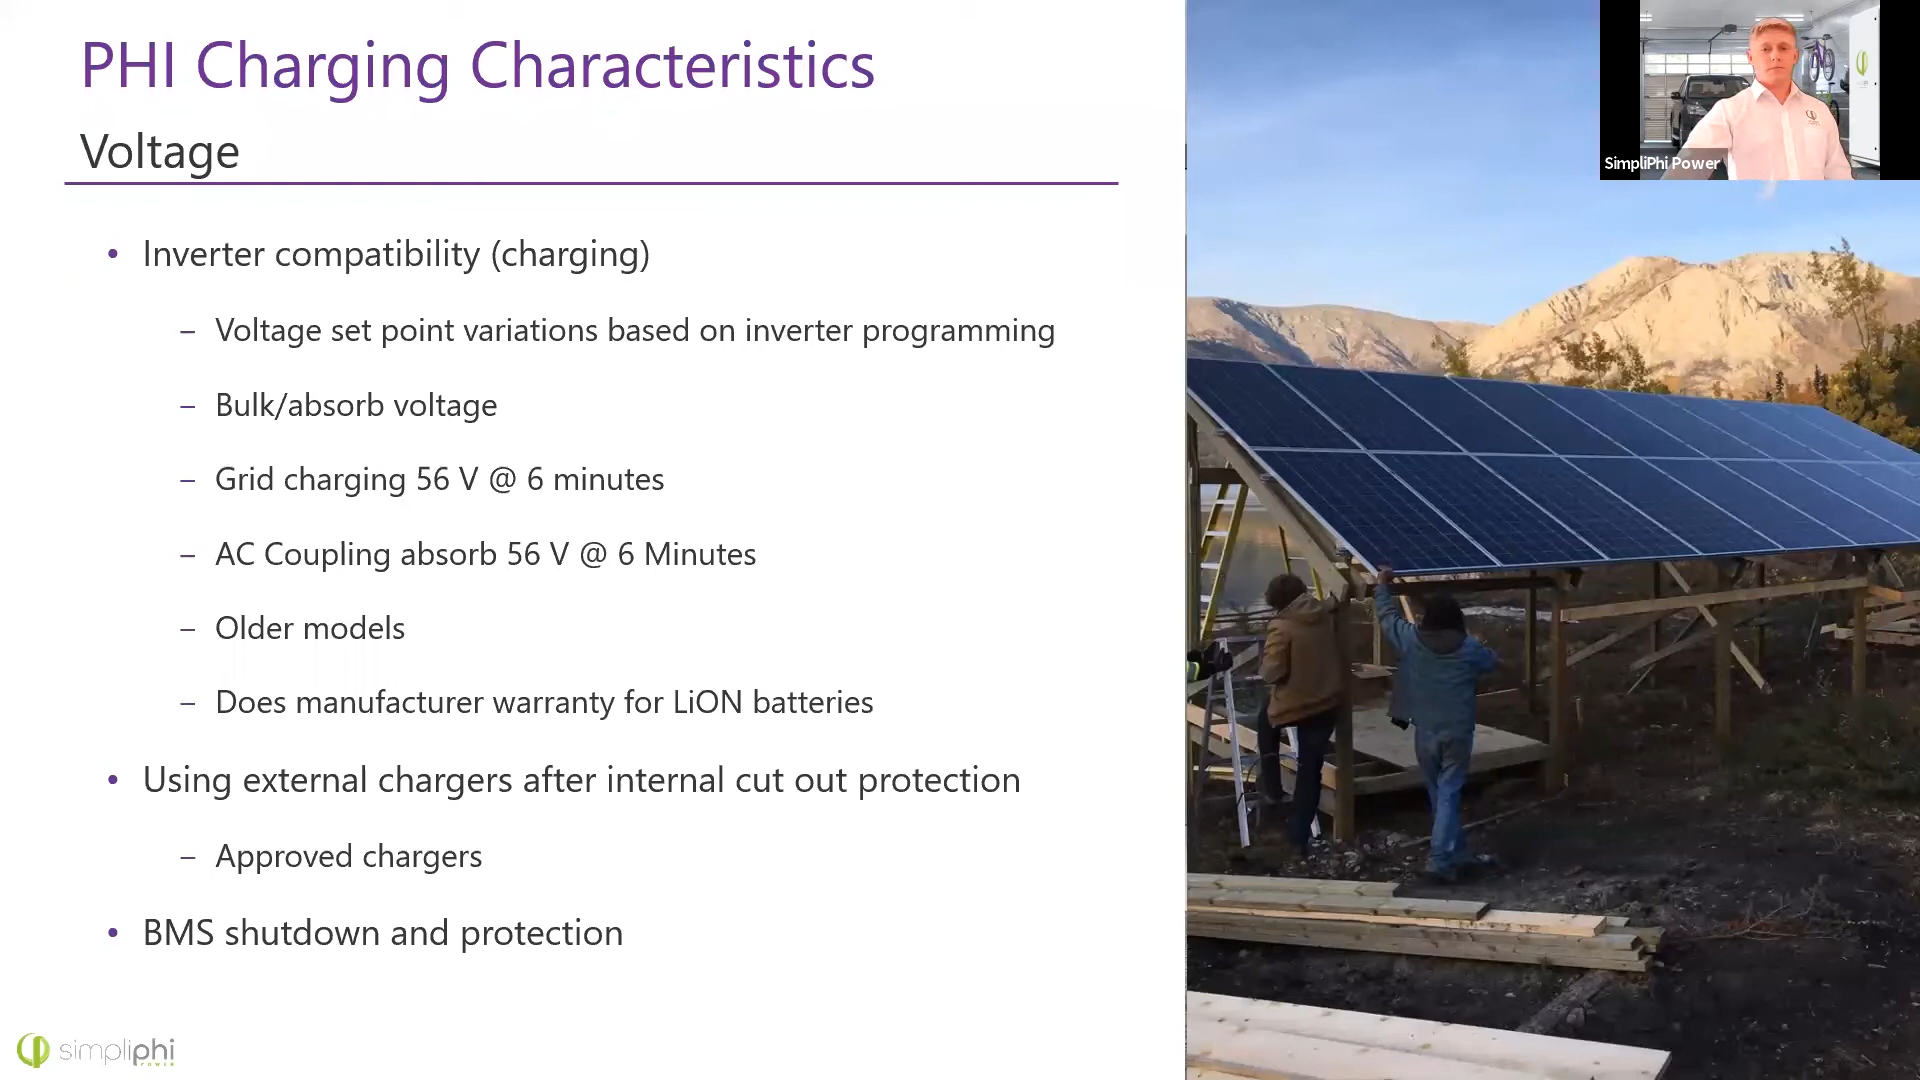 PHI Charging Characteristics
Voltage
• Inverter compatibility (charging)
– Voltage set point variations based on inverter programming
– Bulk/absorb voltage
– Grid charging 56 V @ 6 minutes
– AC Coupling absorb 56 V @ 6 Minutes
– Older models
– Does manufacturer warranty for LiON batteries
• Using external chargers after internal cut out protection
– Approved chargers
• BMS shutdown and protection
simpliphi
POWER
SimpliPhi Power